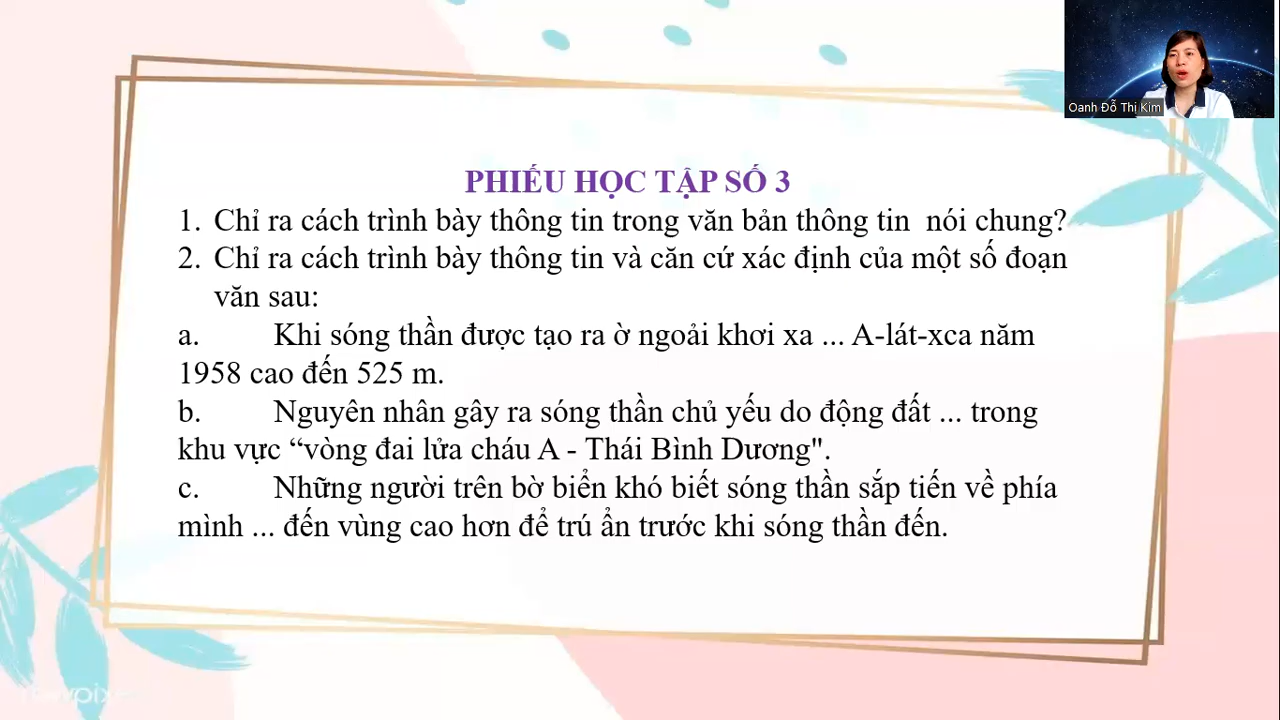 Oanh Đỗ Thị Kim
PHIẾU HỌC TẬP SỐ 3
1. Chỉ ra cách trình bày thông tin trong văn bản thông tin nói chung?
2. Chỉ ra cách trình bày thông tin và căn cứ xác định của một số đoạn
văn sau:
a. Khi sóng thần được tạo ra ờ ngoải khơi xa ... A-lát-xca năm
1958 cao đến 525 m.
b. Nguyên nhân gây ra sóng thần chủ yếu do động đất ... trong
khu vực “vòng đai lửa cháu A - Thái Bình Dương".
c. Những người trên bờ biển khó biết sóng thần sắp tiến về phía
mình ... đến vùng cao hơn để trú ẩn trước khi sóng thần đến.